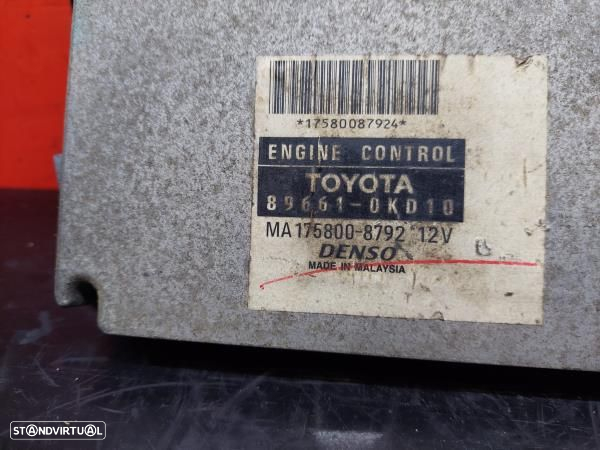 *17580087924*
ENGINE CONTROL
TOYOTA
89661-0KD10
MA175800-8792 12V
DENSO
MADE IN MALAYSIA
STANDVIRTUAL